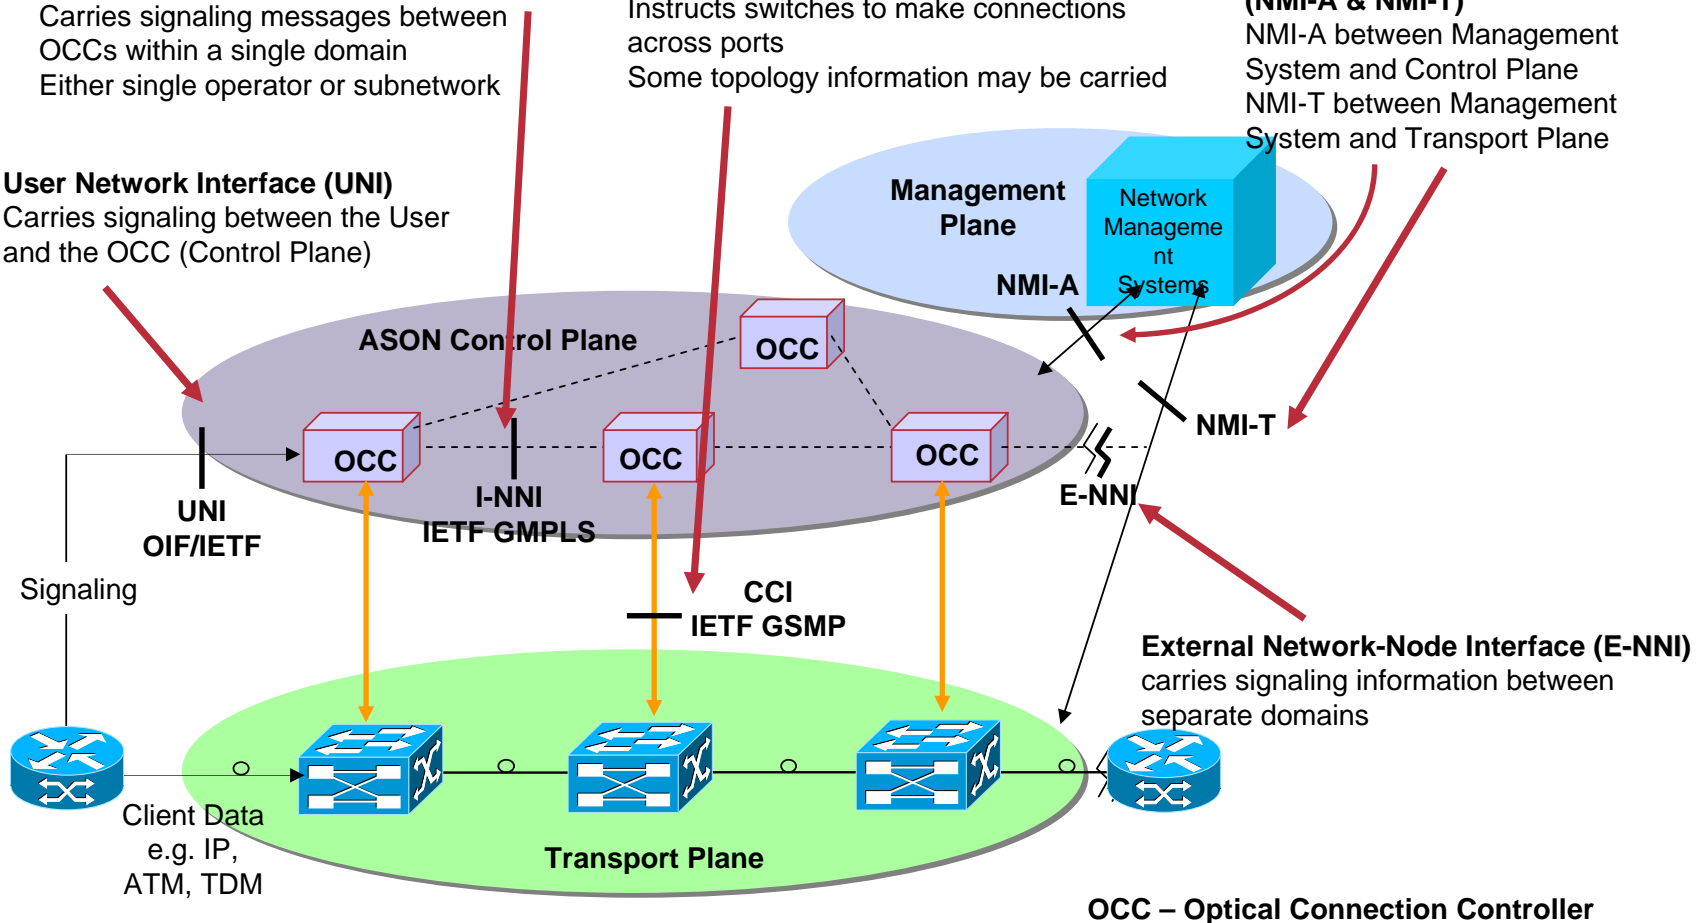 Carries signaling messages between
OCCs within a single domain
Either single operator or subnetwork
Instructs switches to make connections
across ports
Some topology information may be carried
(NMI-A & NMI-T)
NMI-A between Management
System and Control Plane
NMI-T between Management
System and Transport Plane
User Network Interface (UNI)
Carries signaling between the User
and the OCC (Control Plane)
Management
Plane
Network
Manageme
nt
Systems
NMI-A
ASON Control Plane
OCC
NMI-T
OCC
OCC
OCC
UNI
OIF/IETF
I-NNI
IETF GMPLS
E-NNI
Signaling
CCI
IETF GSMP
External Network-Node Interface (E-NNI)
carries signaling information between
separate domains
Client Data
e.g. IP,
ATM, TDM
Transport Plane
OCC – Optical Connection Controller